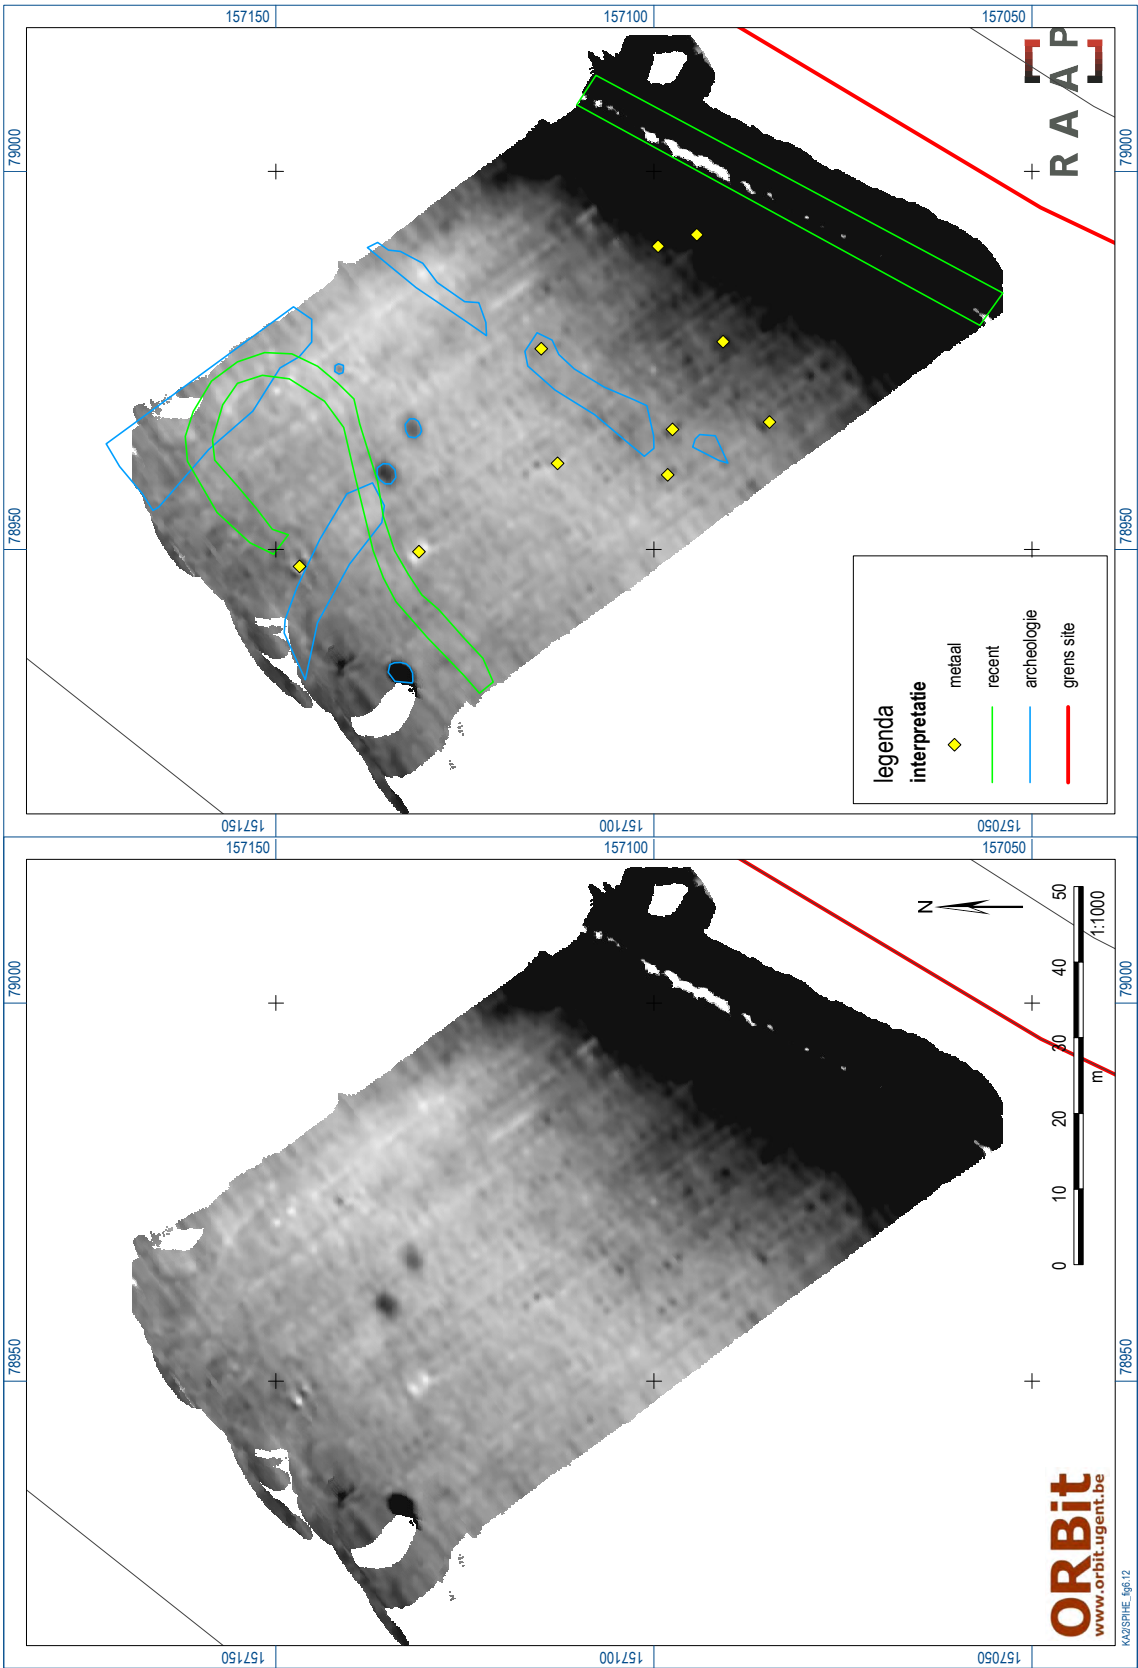 157150
157100
157050
79000
79000
78950
78950
157150
157100
157050
RAAP
legenda
interpretatie
metaal
recent
archeologie
grens site
157150
157100
157050
79000
79000
78950
78950
157150
157100
157050
N
0 10 20 30 40 50
m
1:1000
ORBit
www.orbit.ugent.be
KA2/SPIHE_fig6.12